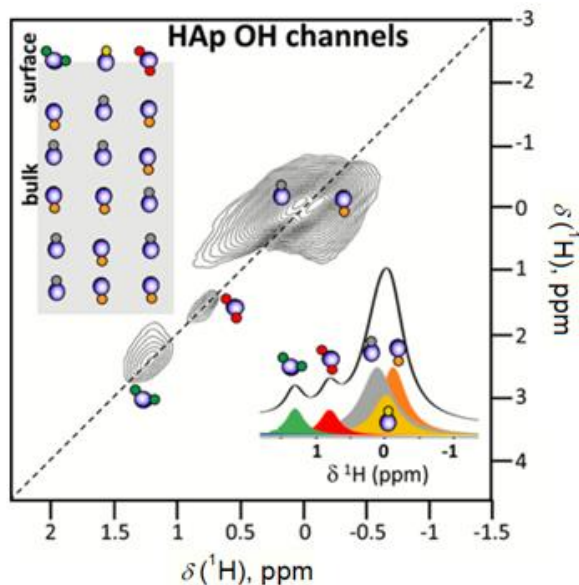 HAp OH channels
surface
bulk
-3
-2
-1
0
1
2
3
4
δ(¹H), ppm
1 0 -1
δ ¹H (ppm)
2 1.5 1 0.5 0 -0.5 -1 -1.5
δ(¹H), ppm